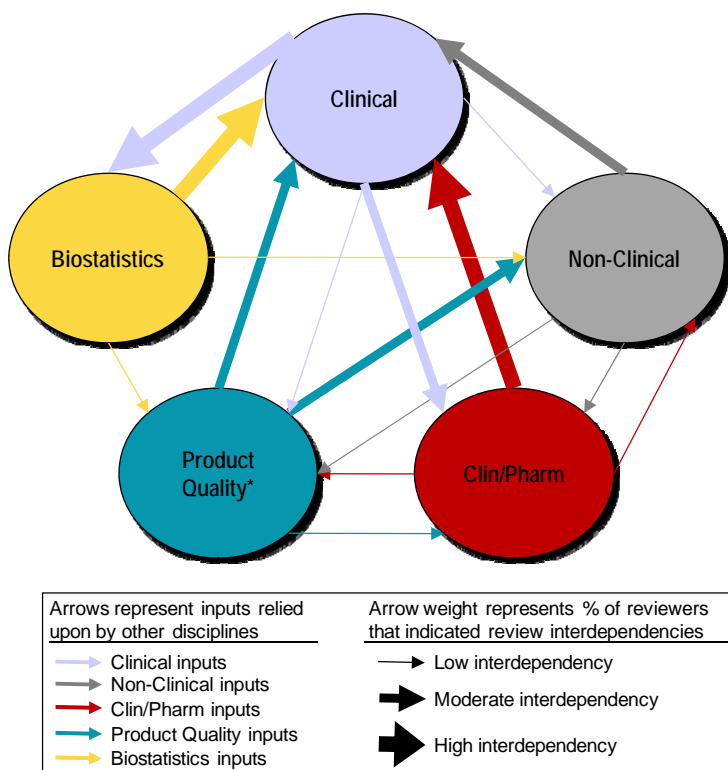 Clinical
Biostatistics
Non-Clinical
Product
Quality*
Clin/Pharm
Arrows represent inputs relied
upon by other disciplines
Clinical inputs
Non-Clinical inputs
Clin/Pharm inputs
Product Quality inputs
Biostatistics inputs
Arrow weight represents % of reviewers
that indicated review interdependencies
Low interdependency
Moderate interdependency
High interdependency